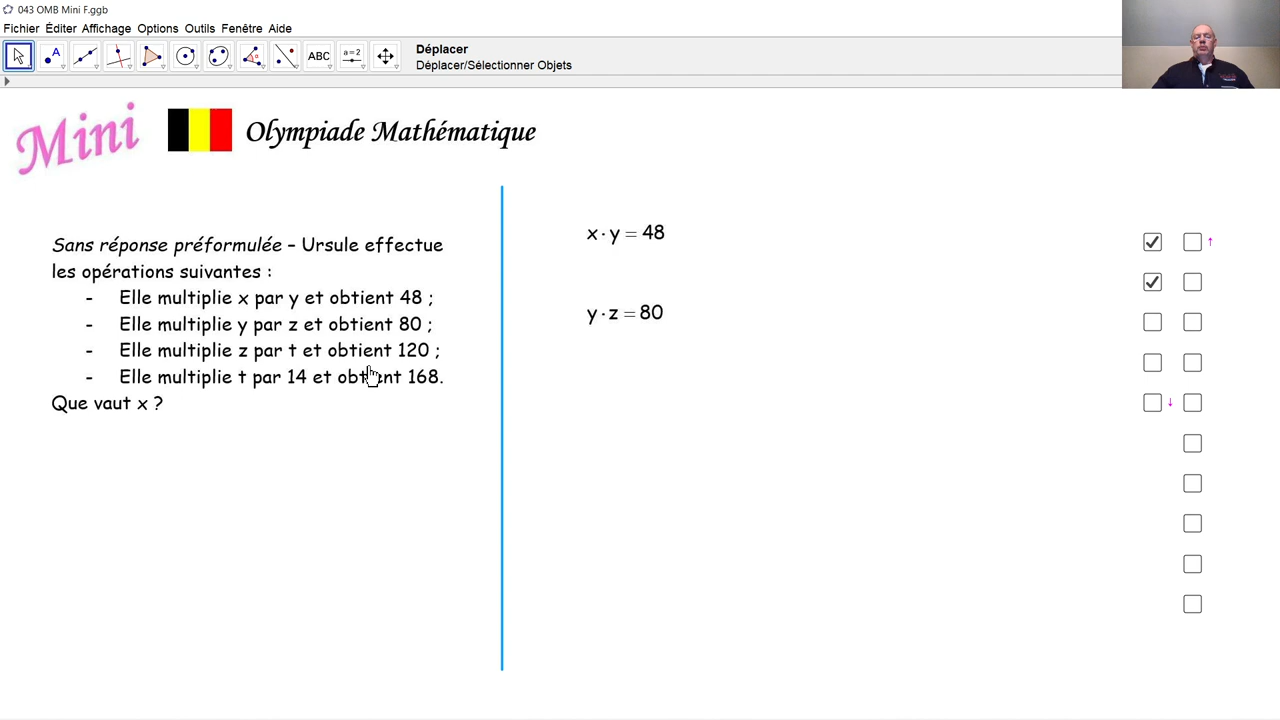 043 OMB Mini F.ggb
Fichier Éditer Affichage Options Outils Fenêtre Aide
A
ABC
a=2
Déplacer
Déplacer/Sélectionner Objets
Mini
Olympiade Mathématique
Sans réponse préformulée – Ursule effectue
les opérations suivantes :
- Elle multiplie x par y et obtient 48 ;
- Elle multiplie y par z et obtient 80 ;
- Elle multiplie z par t et obtient 120 ;
- Elle multiplie t par 14 et obtient 168.
Que vaut x ?
x · y = 48
y · z = 80
↑
↓